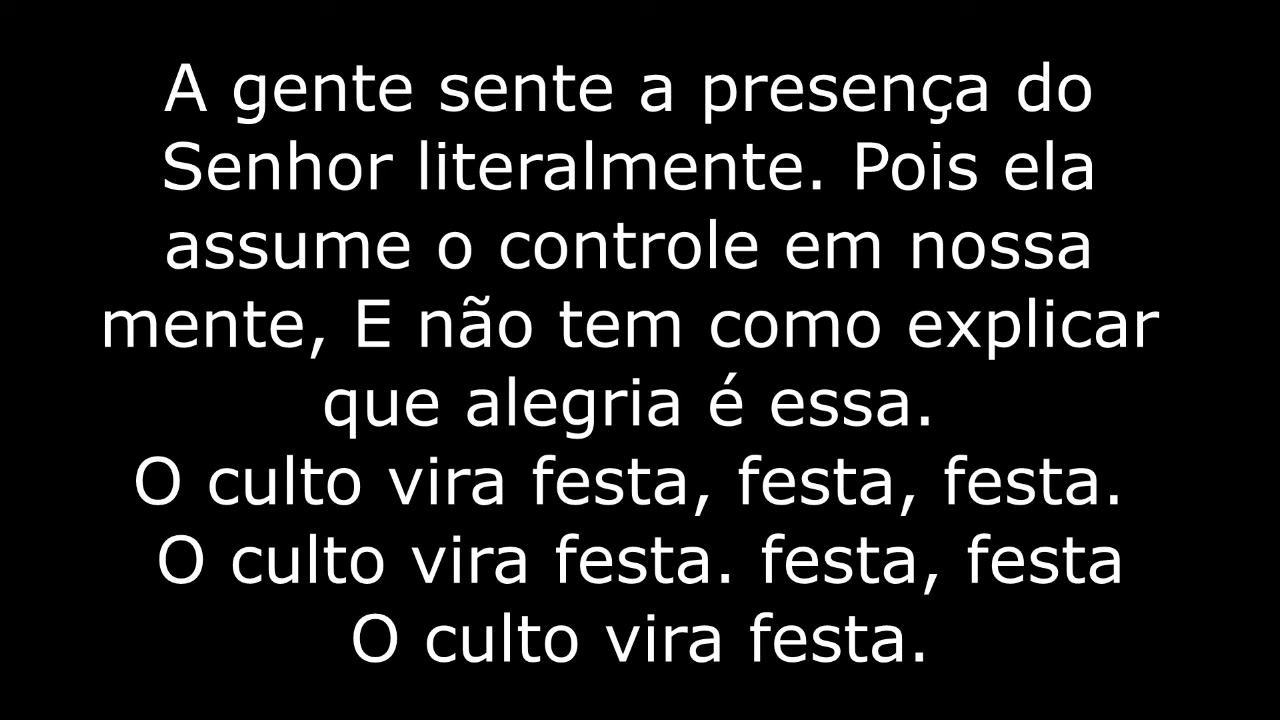 A gente sente a presença do
Senhor literalmente. Pois ela
assume o controle em nossa
mente, E não tem como explicar
que alegria é essa.
O culto vira festa, festa, festa.
O culto vira festa. festa, festa
O culto vira festa.